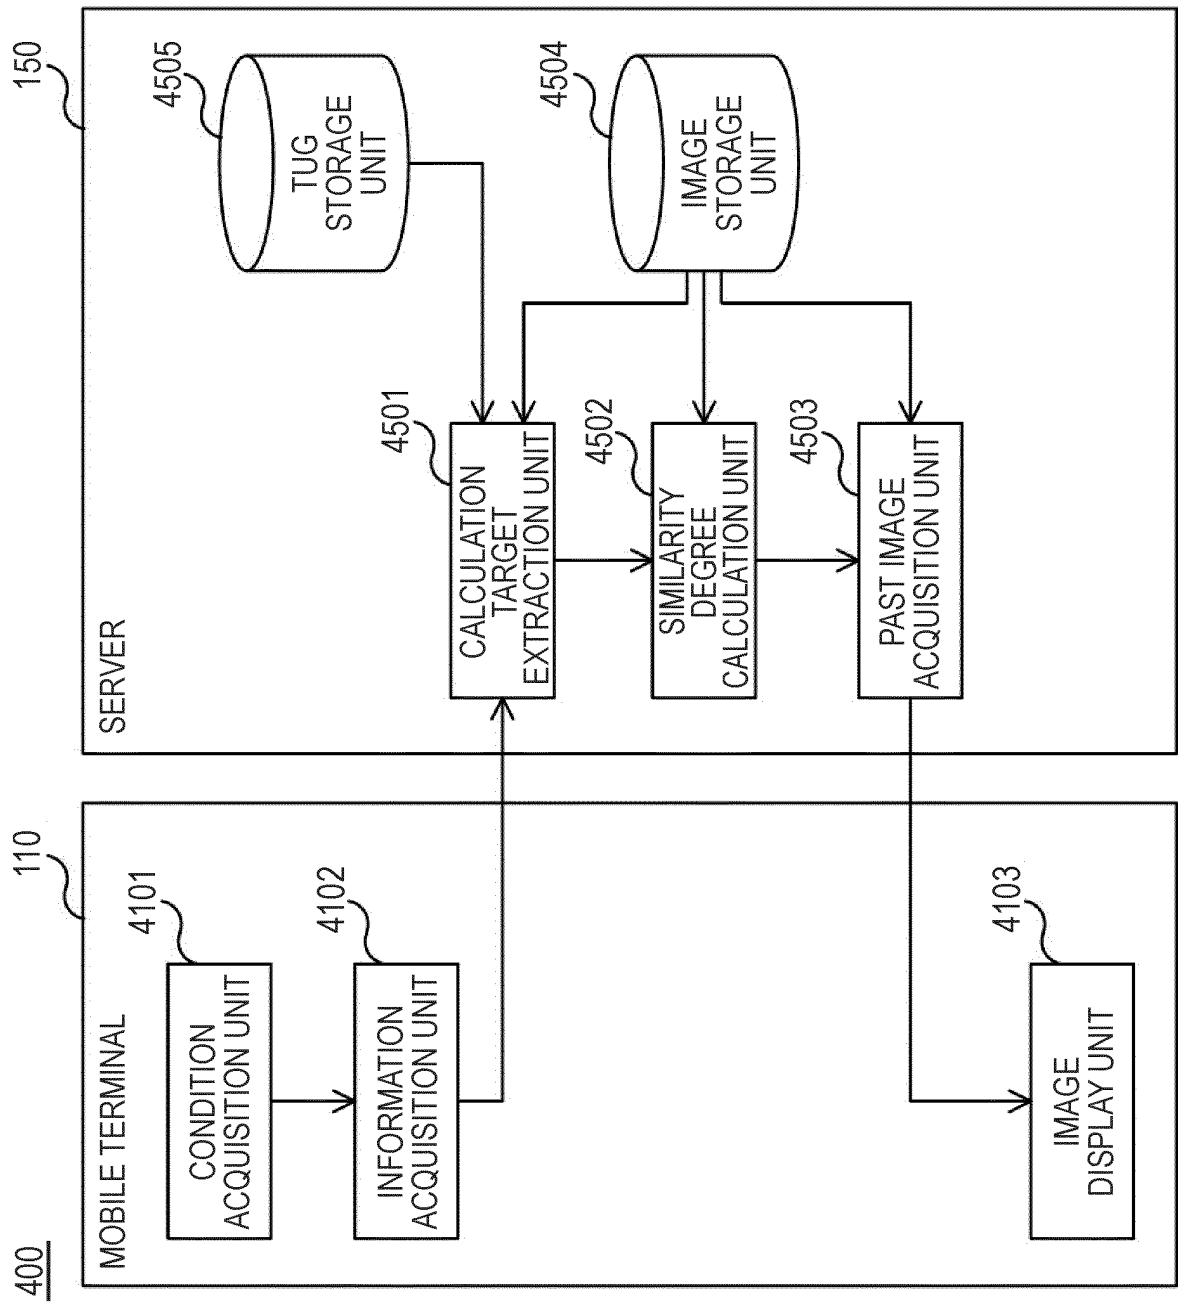 400
MOBILE TERMINAL
110
CONDITION
ACQUISITION UNIT
4101
INFORMATION
ACQUISITION UNIT
4102
IMAGE
DISPLAY UNIT
4103
SERVER
150
CALCULATION
TARGET
EXTRACTION UNIT
4501
SIMILARITY
DEGREE
CALCULATION UNIT
4502
PAST IMAGE
ACQUISITION UNIT
4503
TUG
STORAGE
UNIT
4505
IMAGE
STORAGE
UNIT
4504